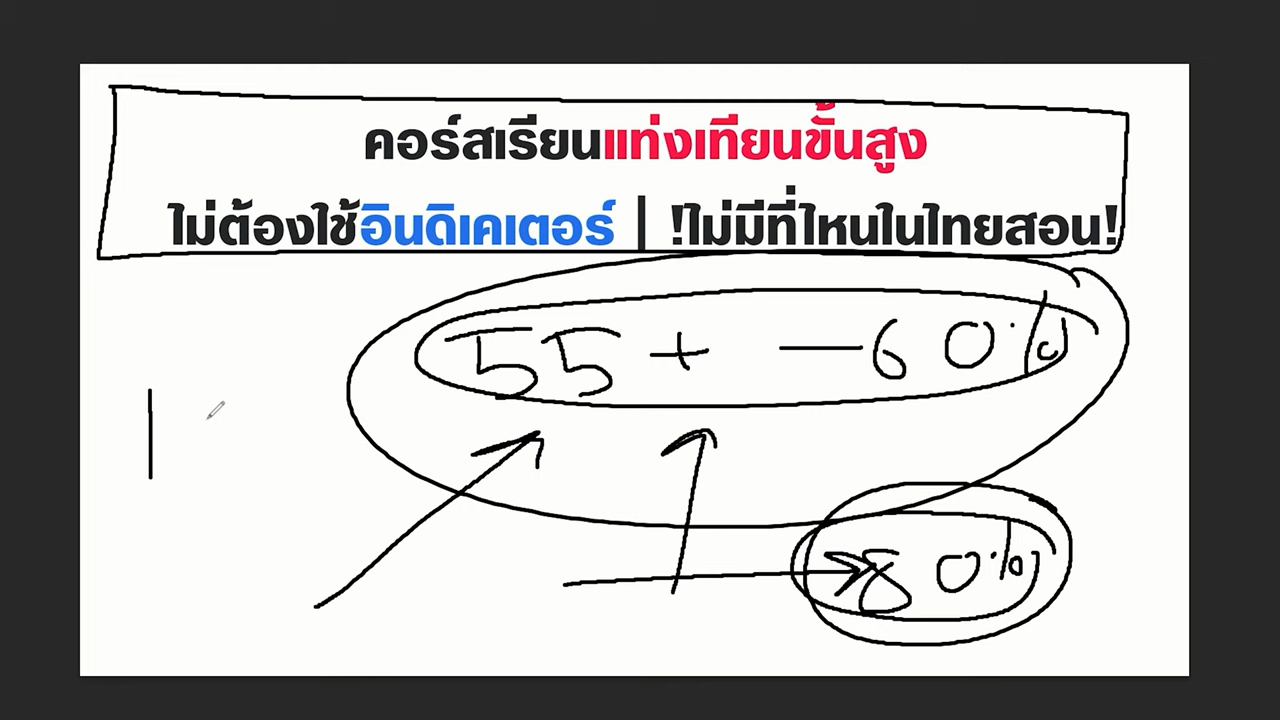 คอร์สเรียนแท่งเทียนขั้นสูง
ไม่ต้องใช้อินดิเคเตอร์ | !ไม่มีที่ไหนในไทยสอน!
55 + - 60%
80%